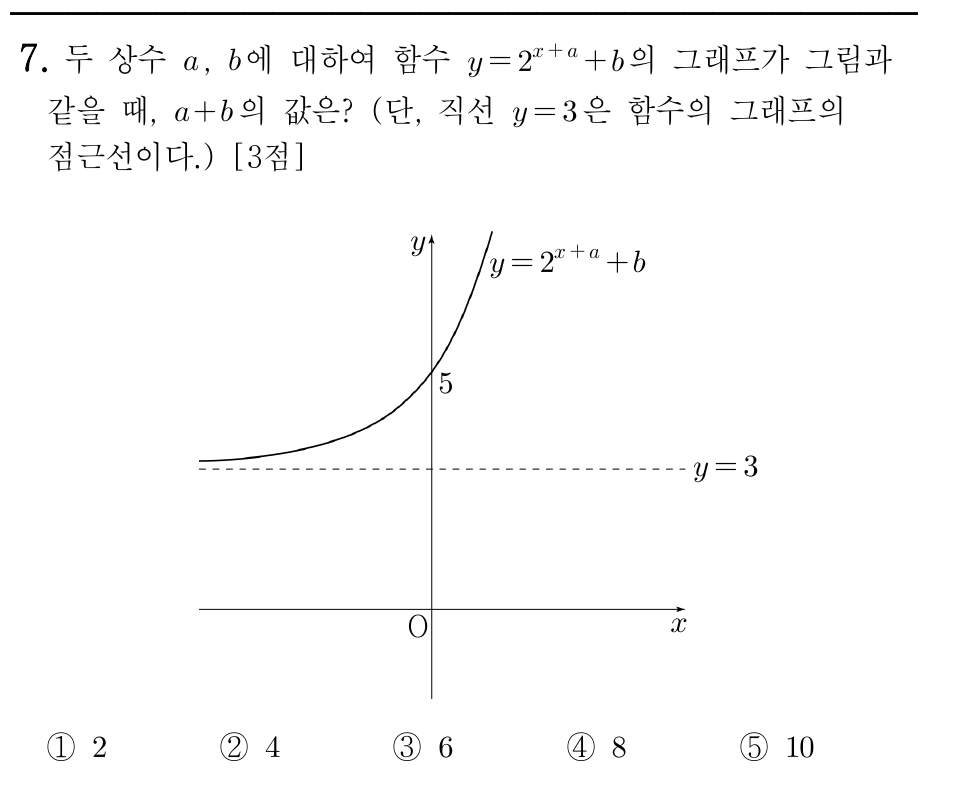 7. 두 상수 a, b에 대하여 함수 y=2^{x+a}+b의 그래프가 그림과
같을 때, a+b의 값은? (단, 직선 y=3은 함수의 그래프의
점근선이다.) [3점]
y
y=2^{x+a}+b
5
y=3
O
x
① 2 ② 4 ③ 6 ④ 8 ⑤ 10